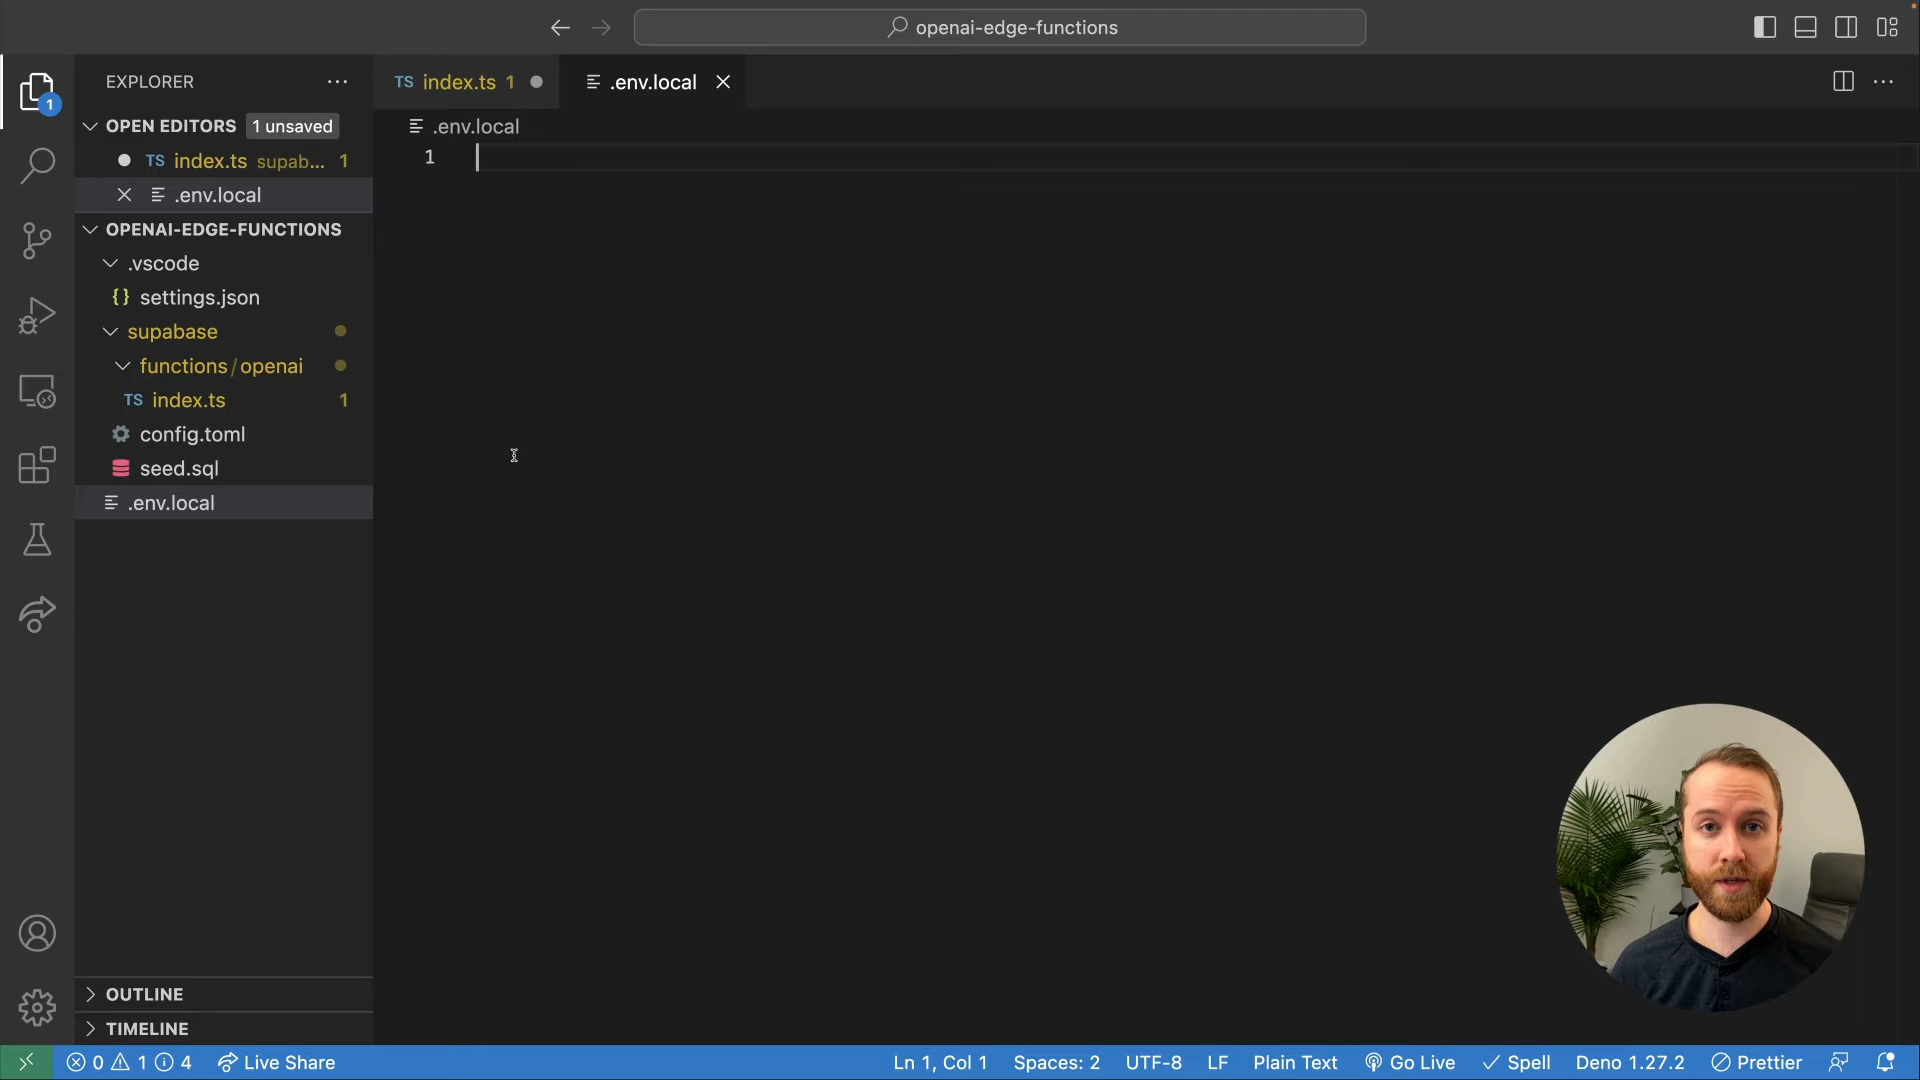 openai-edge-functions
EXPLORER
TS index.ts 1
.env.local
1
OPEN EDITORS 1 unsaved
.env.local
1
TS index.ts supab... 1
.env.local
OPENAI-EDGE-FUNCTIONS
.vscode
{} settings.json
supabase
functions/openai
TS index.ts 1
config.toml
seed.sql
.env.local
OUTLINE
TIMELINE
0 1 4 Live Share Ln 1, Col 1 Spaces: 2 UTF-8 LF Plain Text Go Live Spell Deno 1.27.2 Prettier